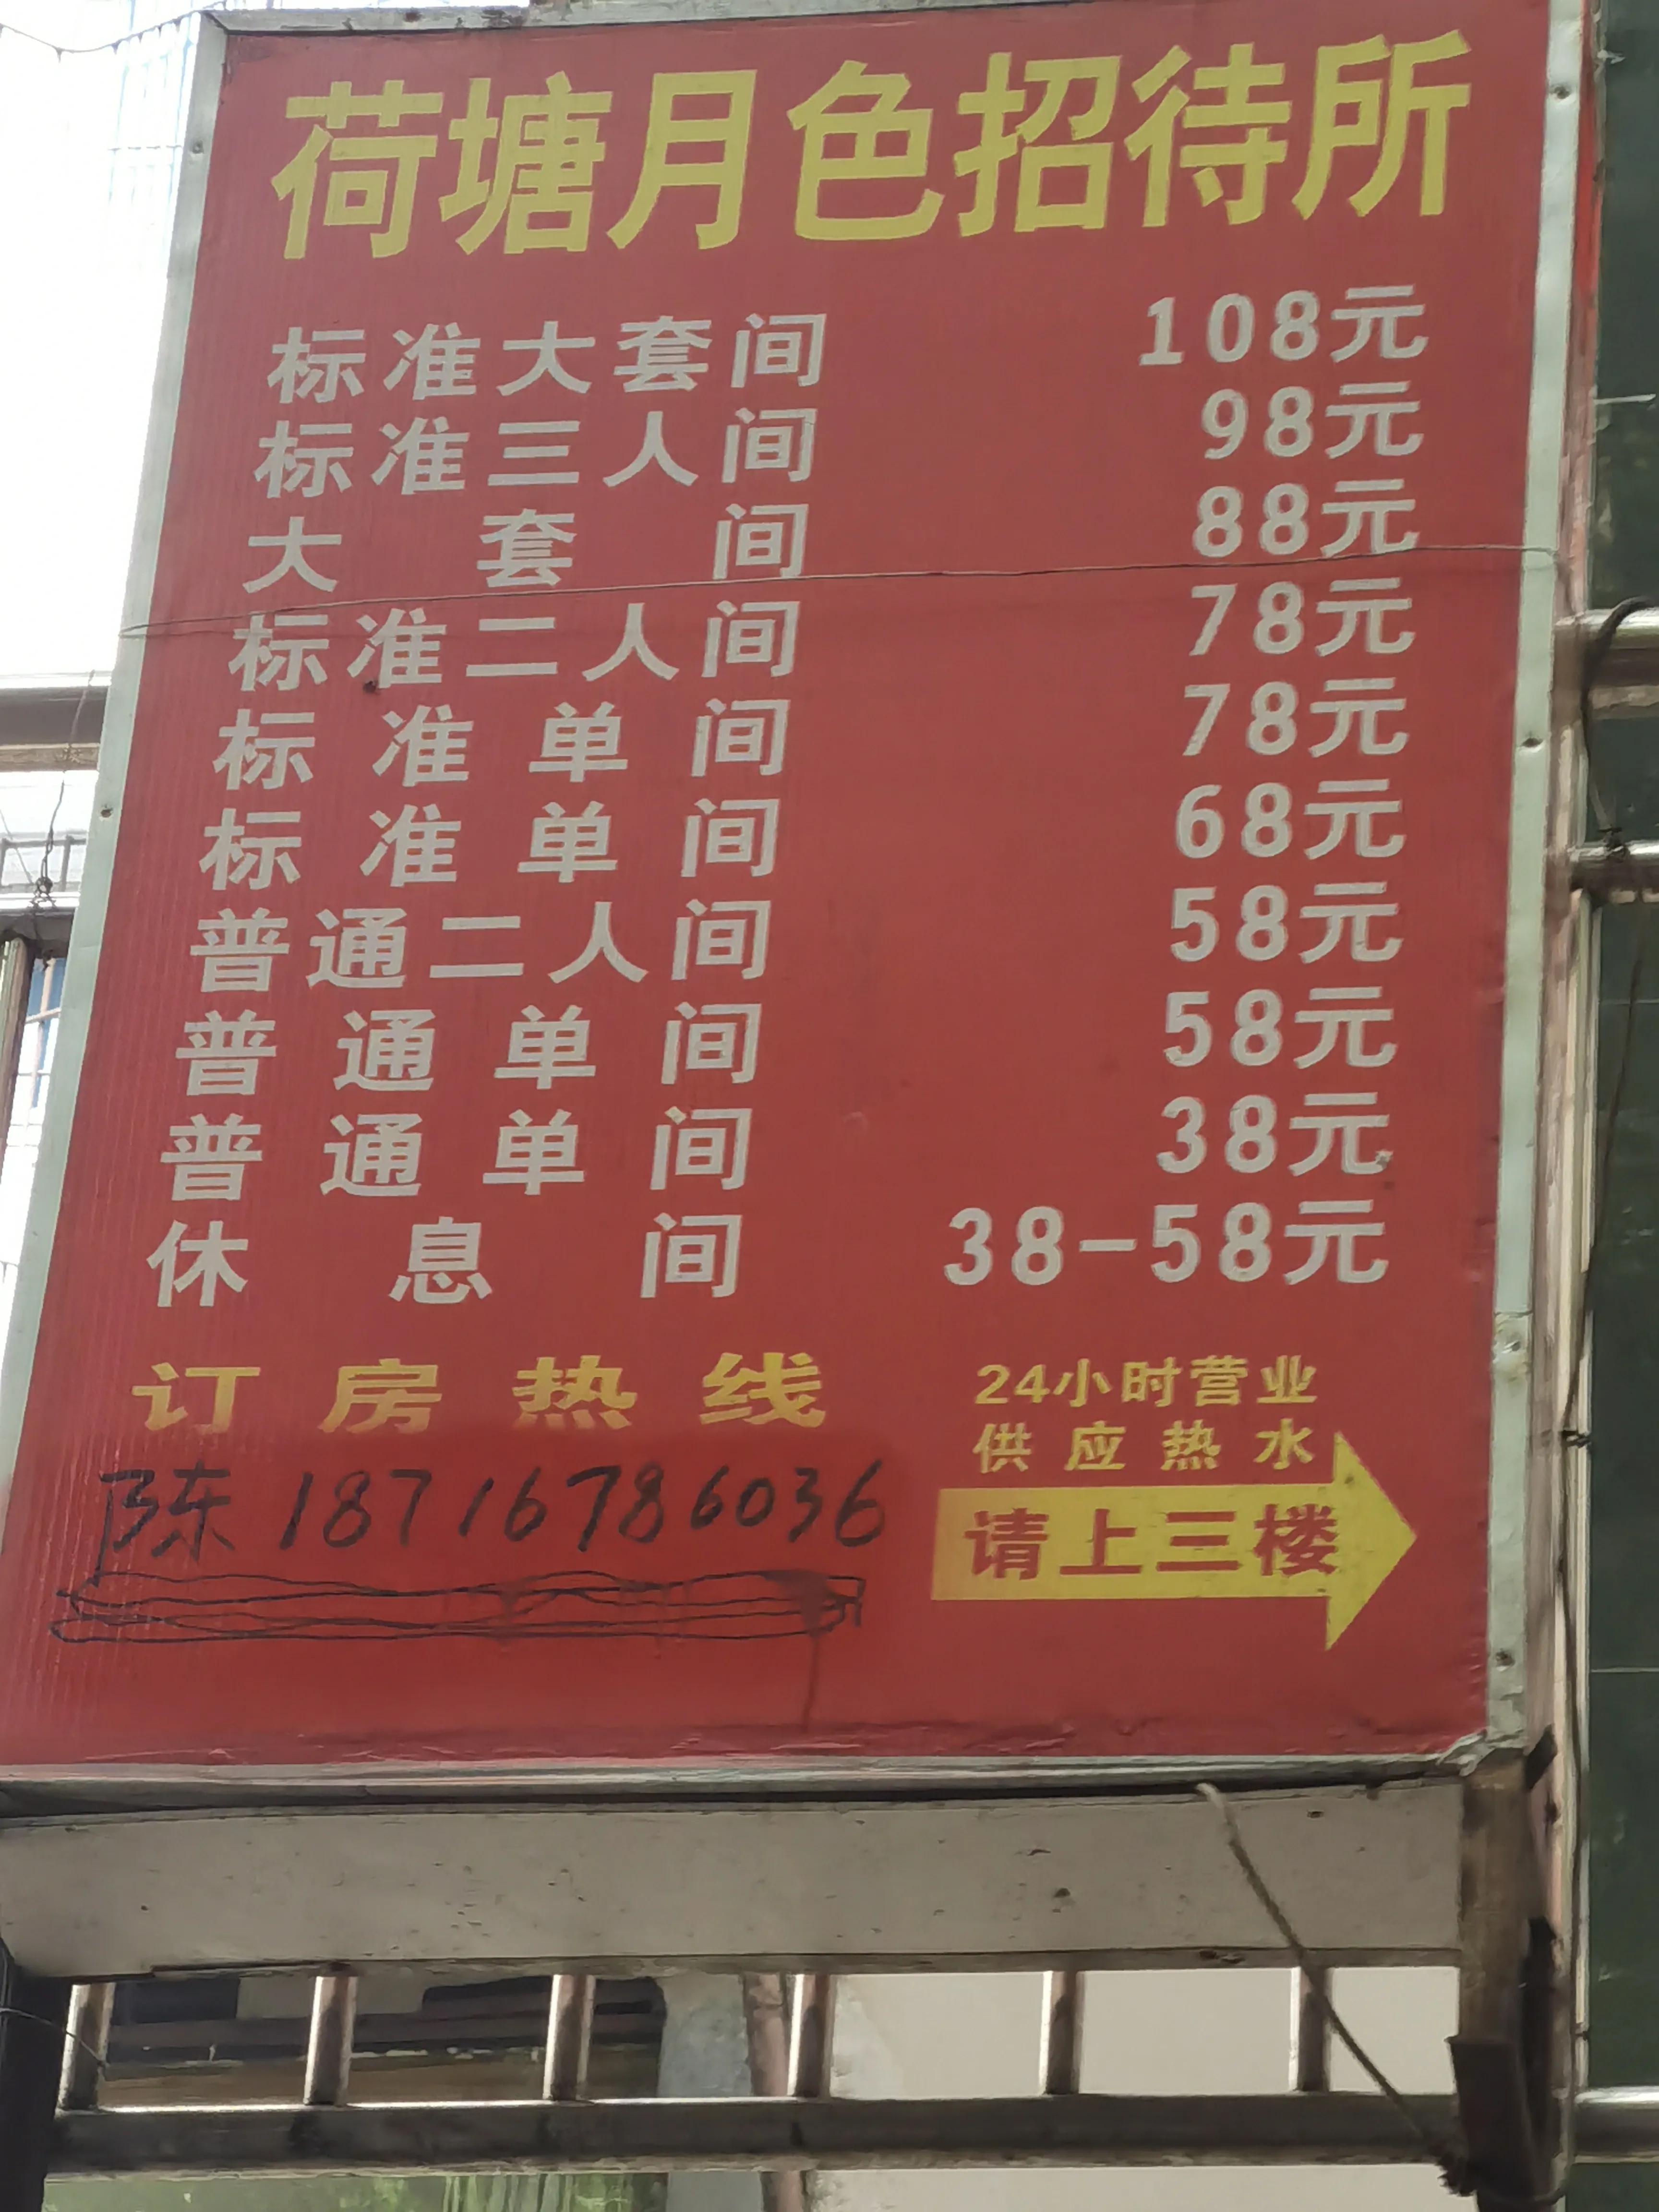 荷塘月色招待所
标准大套间 108元
标准三人间 98元
大套间 88元
标准二人间 78元
标准单间 78元
标准单间 68元
普通二人间 58元
普通单间 58元
普通单间 38元
休息间 38-58元
订房热线
陈 18716786036
24小时营业
供应热水
请上三楼